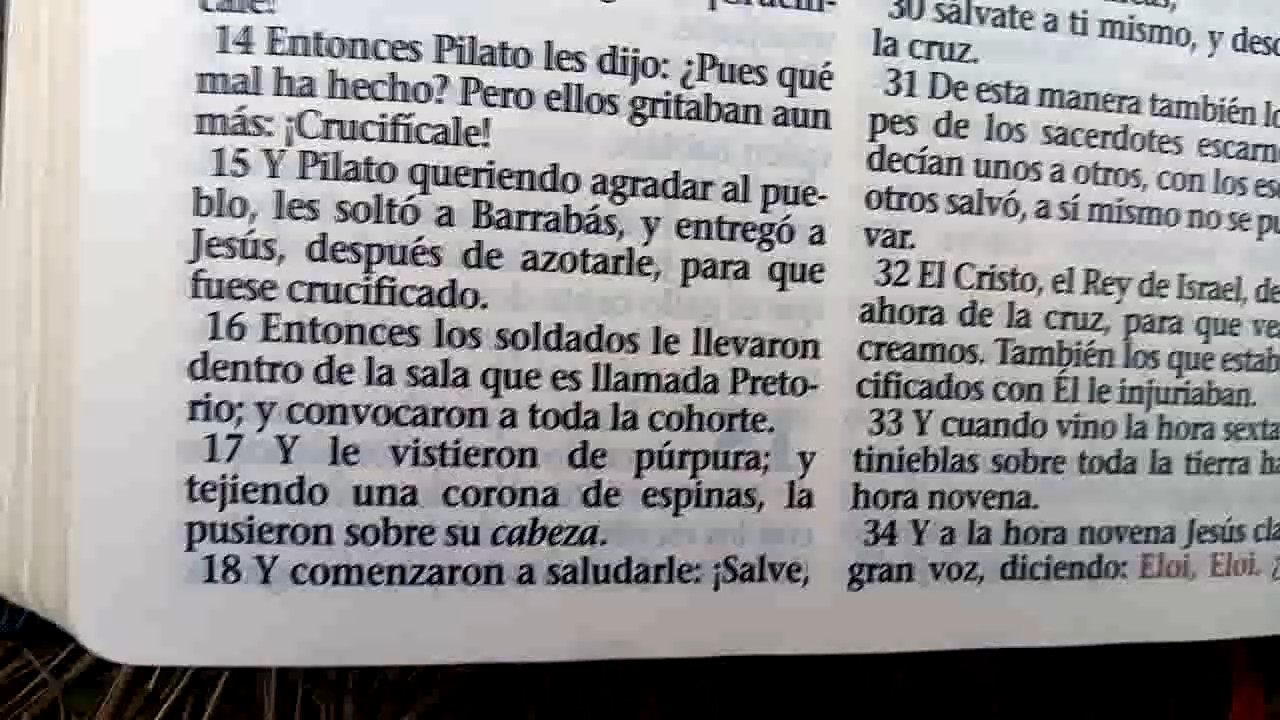 14 Entonces Pilato les dijo: ¿Pues qué
mal ha hecho? Pero ellos gritaban aun
más: ¡Crucifícale!
15 Y Pilato queriendo agradar al pue-
blo, les soltó a Barrabás, y entregó a
Jesús, después de azotarle, para que
fuese crucificado.
16 Entonces los soldados le llevaron
dentro de la sala que es llamada Preto-
rio; y convocaron a toda la cohorte.
17 Y le vistieron de púrpura; y
tejiendo una corona de espinas, la
pusieron sobre su cabeza.
18 Y comenzaron a saludarle: ¡Salve,
30 sálvate a ti mismo, y
la cruz.
31 De esta manera también
pes de los sacerdotes
decían unos a otros, con los
otros salvó, a sí mismo no se
var.
32 El Cristo, el Rey de Israel,
ahora de la cruz, para que
creamos. También los que
cificados con Él le injuriaban.
33 Y cuando vino la hora sexta
tinieblas sobre toda la tierra
hora novena.
34 Y a la hora novena Jesús
gran voz, diciendo: Eloi, Eloi.